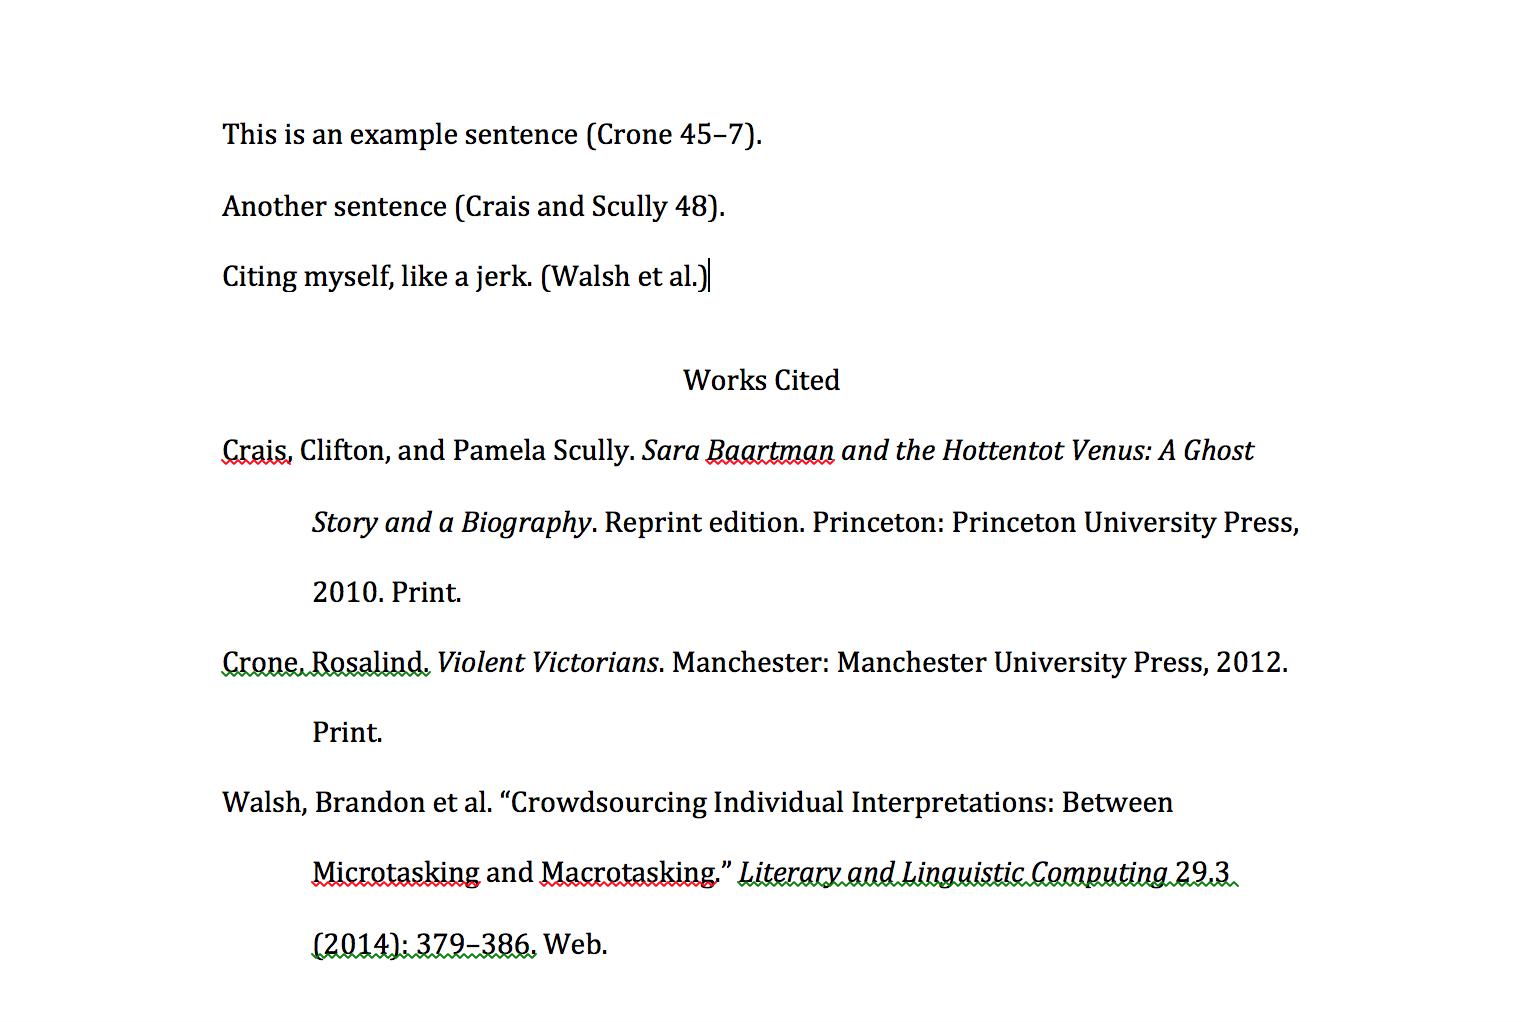 This is an example sentence (Crone 45–7).
Another sentence (Crais and Scully 48).
Citing myself, like a jerk. (Walsh et al.)
Works Cited
Crais, Clifton, and Pamela Scully. Sara Baartman and the Hottentot Venus: A Ghost
Story and a Biography. Reprint edition. Princeton: Princeton University Press,
2010. Print.
Crone, Rosalind. Violent Victorians. Manchester: Manchester University Press, 2012.
Print.
Walsh, Brandon et al. “Crowdsourcing Individual Interpretations: Between
Microtasking and Macrotasking.” Literary and Linguistic Computing 29.3
(2014): 379–386. Web.